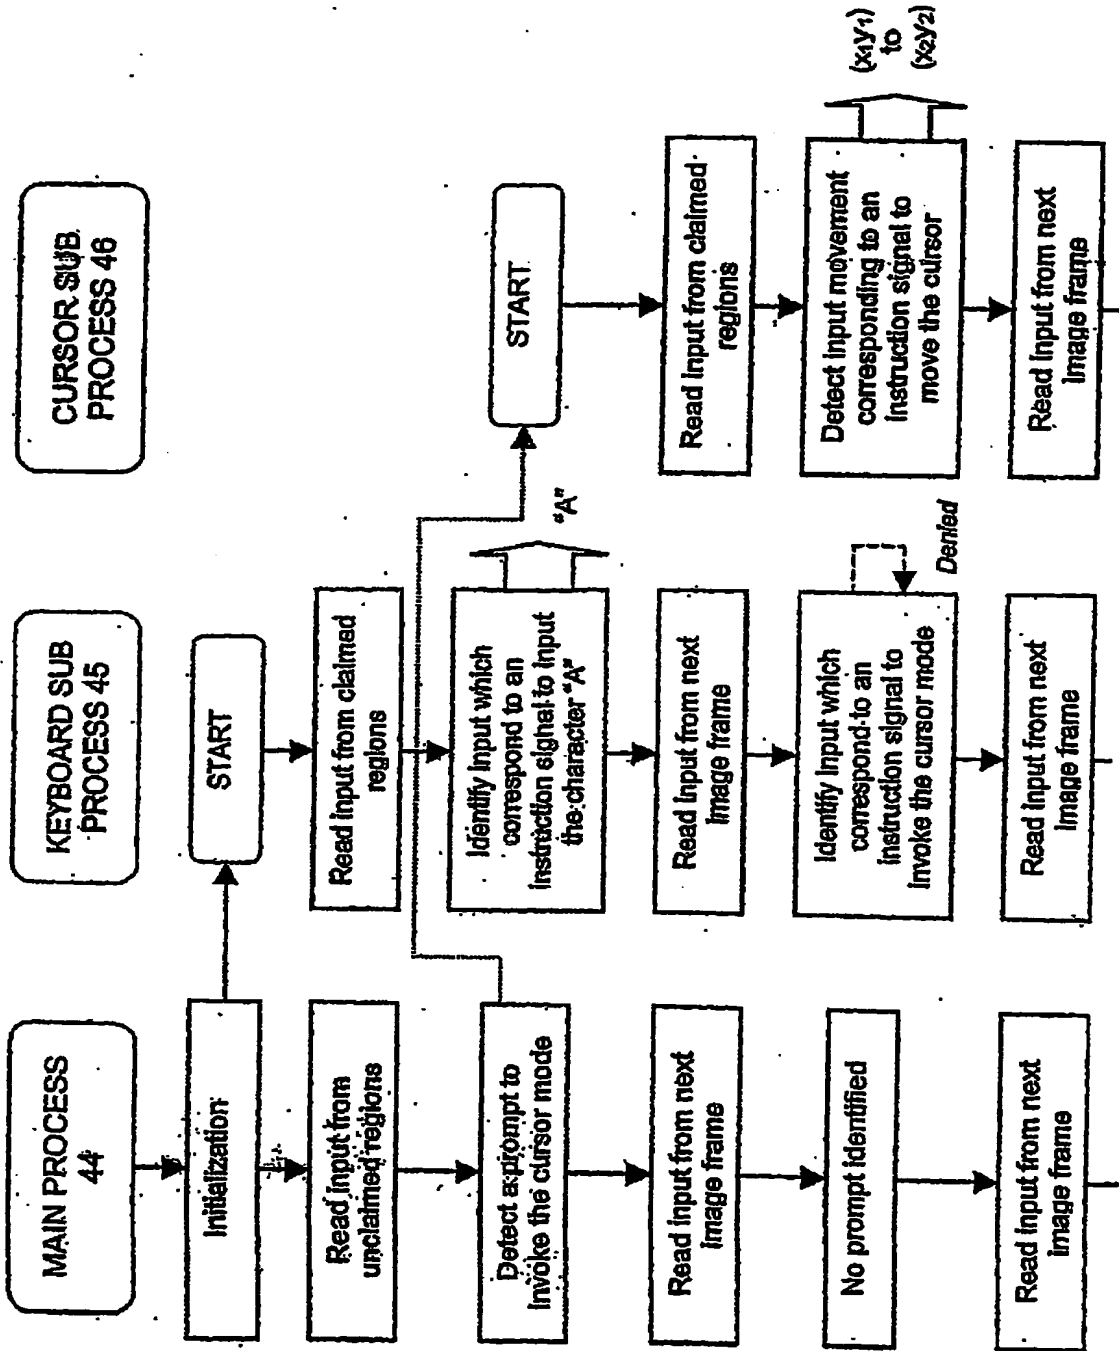 MAIN PROCESS
44
Initialization
Read input from
unclaimed regions
Detect a prompt to
invoke the cursor mode
Read input from next
image frame
No prompt identified
Read input from next
image frame
KEYBOARD SUB
PROCESS 45
START
Read input from claimed
regions
Identify input which
correspond to an
instruction signal to input
the character "A"
"A"
Read input from next
image frame
Identify input which
correspond to an
instruction signal to
invoke the cursor mode
Denied
Read input from next
image frame
CURSOR SUB
PROCESS 46
START
Read input from claimed
regions
Detect input movement
corresponding to an
instruction signal to
move the cursor
(x1y1)
to
(x2y2)
Read input from next
image frame